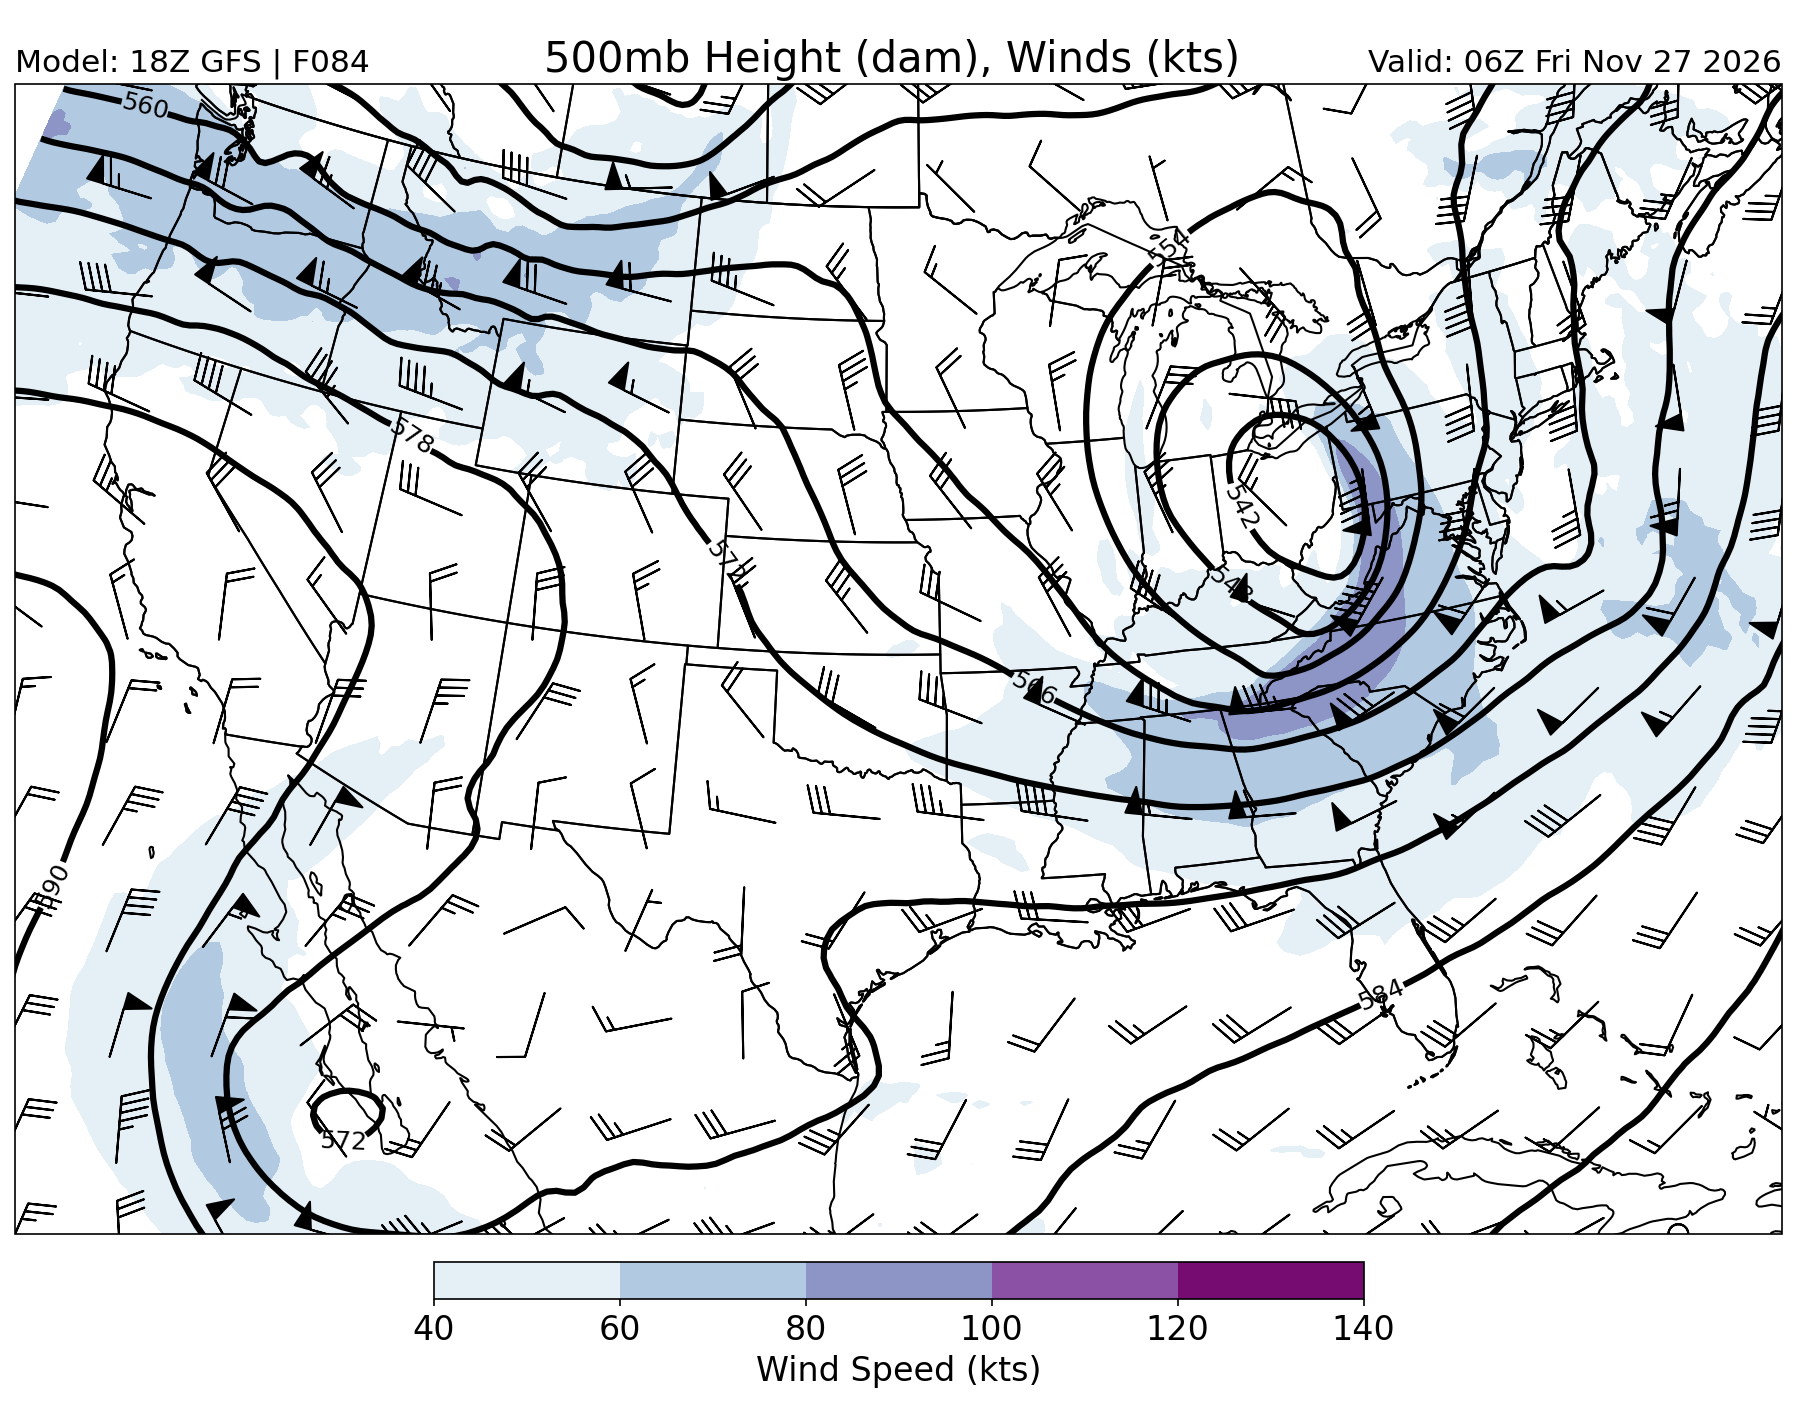 Model: 18Z GFS | F084
500mb Height (dam), Winds (kts)
Valid: 06Z Fri Nov 27 2026
560
554
578
542
572
566
590
584
572
40 60 80 100 120 140
Wind Speed (kts)